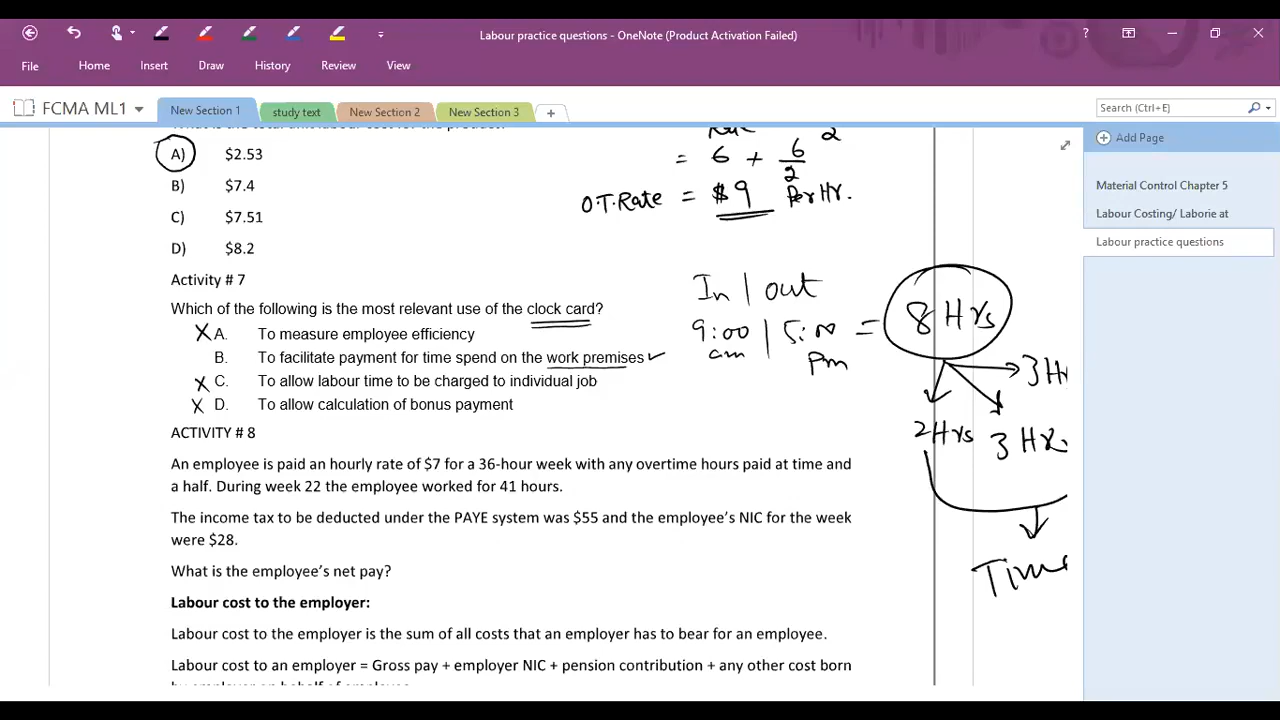 Labour practice questions - OneNote (Product Activation Failed)
?
File Home Insert Draw History Review View
FCMA ML1 New Section 1 study text New Section 2 New Section 3
Search (Ctrl+E)
Add Page
Material Control Chapter 5
Labour Costing/ Laborie at
Labour practice questions
A) $2.53
B) $7.4
C) $7.51
D) $8.2
2
= 6 + 6/2
O.T.Rate = $9 Per Hr.
Activity # 7
Which of the following is the most relevant use of the clock card?
X A. To measure employee efficiency
B. To facilitate payment for time spend on the work premises ✓
X C. To allow labour time to be charged to individual job
X D. To allow calculation of bonus payment
In | out
9:00 am | 5:00 pm = 8 Hrs
3 Hr
2 Hrs 3 Hrs
Time
ACTIVITY # 8
An employee is paid an hourly rate of $7 for a 36-hour week with any overtime hours paid at time and
a half. During week 22 the employee worked for 41 hours.
The income tax to be deducted under the PAYE system was $55 and the employee's NIC for the week
were $28.
What is the employee's net pay?
Labour cost to the employer:
Labour cost to the employer is the sum of all costs that an employer has to bear for an employee.
Labour cost to an employer = Gross pay + employer NIC + pension contribution + any other cost born